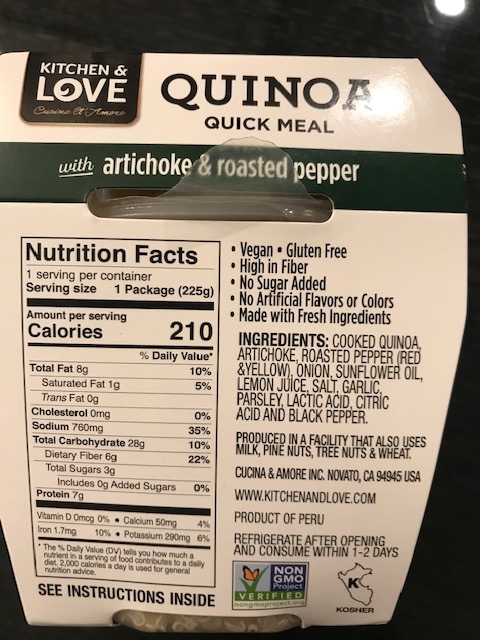 KITCHEN &
LOVE
Cucina & Amore
QUINOA
QUICK MEAL
with artichoke & roasted pepper
Nutrition Facts
1 serving per container
Serving size 1 Package (225g)
Amount per serving
Calories 210
% Daily Value*
Total Fat 8g 10%
Saturated Fat 1g 5%
Trans Fat 0g
Cholesterol 0mg 0%
Sodium 760mg 35%
Total Carbohydrate 28g 10%
Dietary Fiber 6g 22%
Total Sugars 3g
Includes 0g Added Sugars 0%
Protein 7g
Vitamin D 0mcg 0% • Calcium 50mg 4%
Iron 1.7mg 10% • Potassium 290mg 6%
* The % Daily Value (DV) tells you how much a
nutrient in a serving of food contributes to a daily
diet. 2,000 calories a day is used for general
nutrition advice.
SEE INSTRUCTIONS INSIDE
• Vegan • Gluten Free
• High in Fiber
• No Sugar Added
• No Artificial Flavors or Colors
• Made with Fresh Ingredients
INGREDIENTS: COOKED QUINOA,
ARTICHOKE, ROASTED PEPPER (RED
&YELLOW), ONION, SUNFLOWER OIL,
LEMON JUICE, SALT, GARLIC,
PARSLEY, LACTIC ACID, CITRIC
ACID AND BLACK PEPPER.
PRODUCED IN A FACILITY THAT ALSO USES
MILK, PINE NUTS, TREE NUTS & WHEAT.
CUCINA & AMORE INC. NOVATO, CA 94945 USA
WWW.KITCHENANDLOVE.COM
PRODUCT OF PERU
REFRIGERATE AFTER OPENING
AND CONSUME WITHIN 1-2 DAYS
NON
GMO
Project
VERIFIED
nongmoproject.org
K
KOSHER